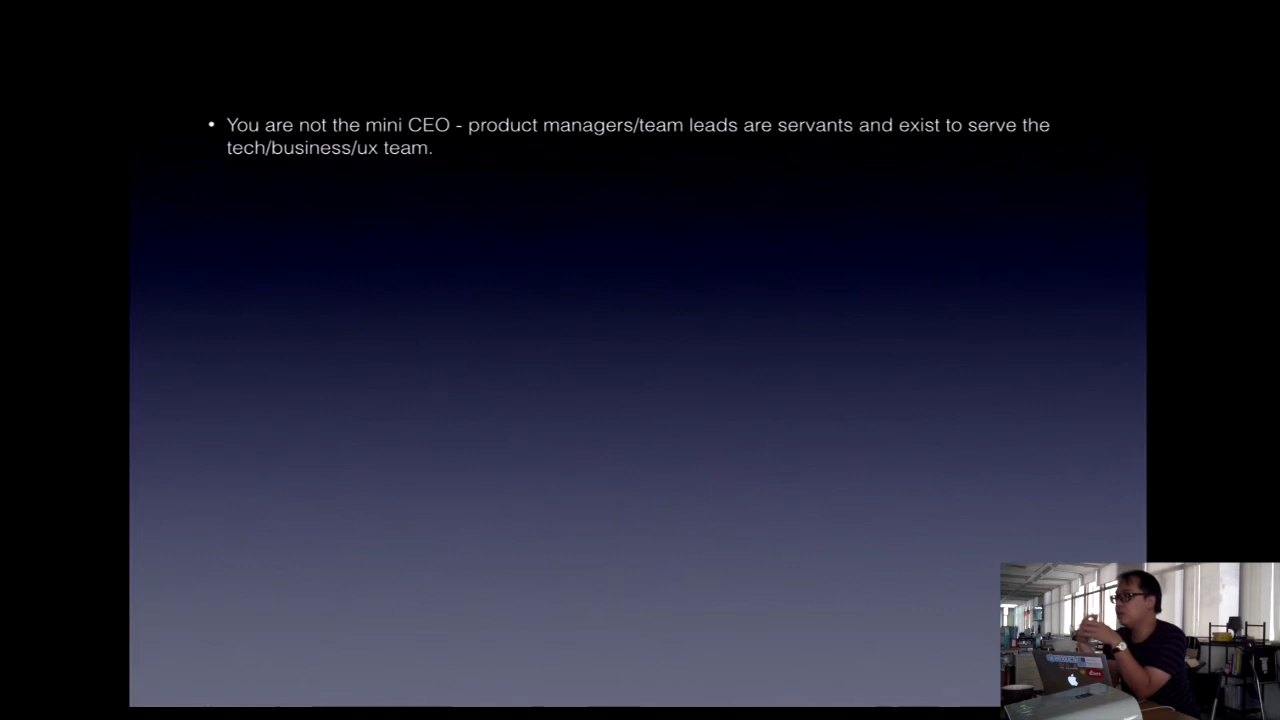 • You are not the mini CEO - product managers/team leads are servants and exist to serve the
tech/business/ux team.